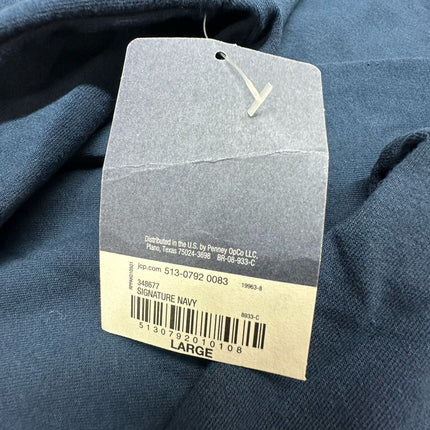 Distributed in the U.S. by Penney OpCo LLC,
Plano, Texas 75024-3698 BR-06-933-C
jcp.com 513-0792 0083 19963-8
348677
SIGNATURE NAVY
8933-C
5130792010108
LARGE